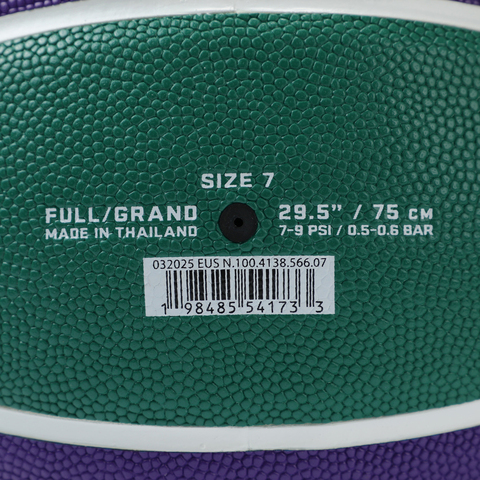 SIZE 7
FULL/GRAND 29.5" / 75 CM
MADE IN THAILAND 7-9 PSI / 0.5-0.6 BAR
032025 EUS N.100.4138.566.07
1 98485 54173 3